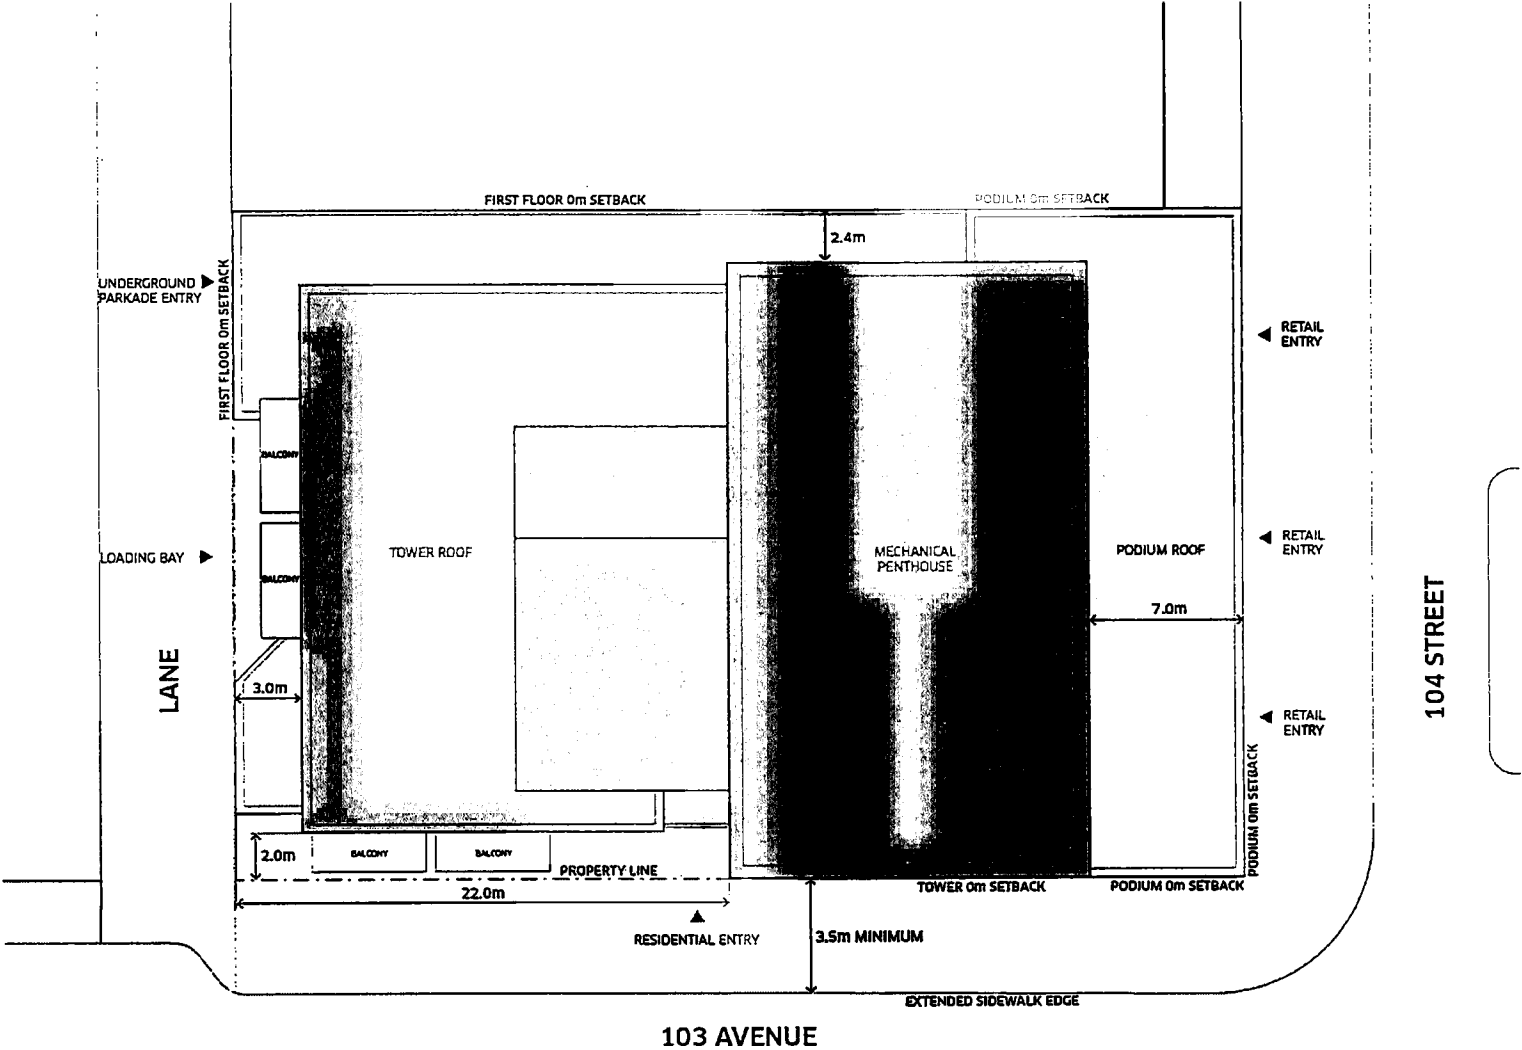 FIRST FLOOR 0m SETBACK
PODIUM 0m SETBACK
2.4m
UNDERGROUND
PARKADE ENTRY
FIRST FLOOR 0m SETBACK
RETAIL
ENTRY
BALCONY
LOADING BAY
TOWER ROOF
MECHANICAL
PENTHOUSE
PODIUM ROOF
RETAIL
ENTRY
BALCONY
7.0m
104 STREET
LANE
3.0m
RETAIL
ENTRY
PODIUM 0m SETBACK
2.0m
BALCONY
BALCONY
PROPERTY LINE
TOWER 0m SETBACK
PODIUM 0m SETBACK
22.0m
RESIDENTIAL ENTRY
3.5m MINIMUM
EXTENDED SIDEWALK EDGE
103 AVENUE